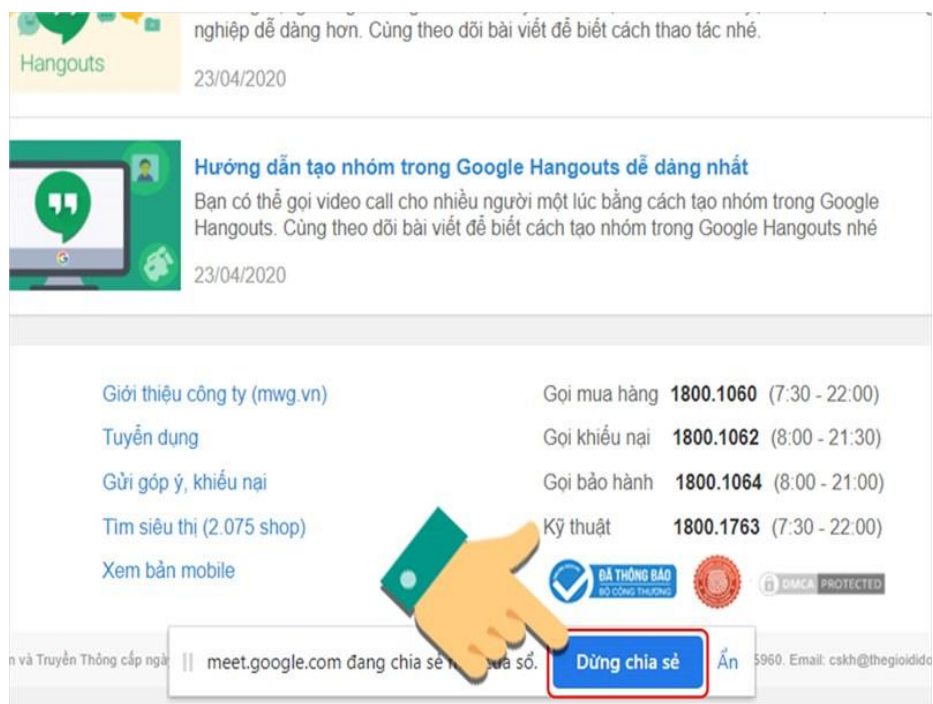 nghiệp dễ dàng hơn. Cùng theo dõi bài viết để biết cách thao tác nhé.
Hangouts
23/04/2020
Hướng dẫn tạo nhóm trong Google Hangouts dễ dàng nhất
Bạn có thể gọi video call cho nhiều người một lúc bằng cách tạo nhóm trong Google
Hangouts. Cùng theo dõi bài viết để biết cách tạo nhóm trong Google Hangouts nhé
23/04/2020
Giới thiệu công ty (mwg.vn)
Gọi mua hàng 1800.1060 (7:30 - 22:00)
Tuyển dụng
Gọi khiếu nại 1800.1062 (8:00 - 21:30)
Gửi góp ý, khiếu nại
Gọi bảo hành 1800.1064 (8:00 - 21:00)
Tìm siêu thị (2.075 shop)
Kỹ thuật 1800.1763 (7:30 - 22:00)
Xem bản mobile
ĐÃ THÔNG BÁO
BỘ CÔNG THƯƠNG
DMCA PROTECTED
và Truyền Thông cấp
meet.google.com đang chia sẻ sổ. Dừng chia sẻ Ẩn
5960. Email: cskh@thegioidido